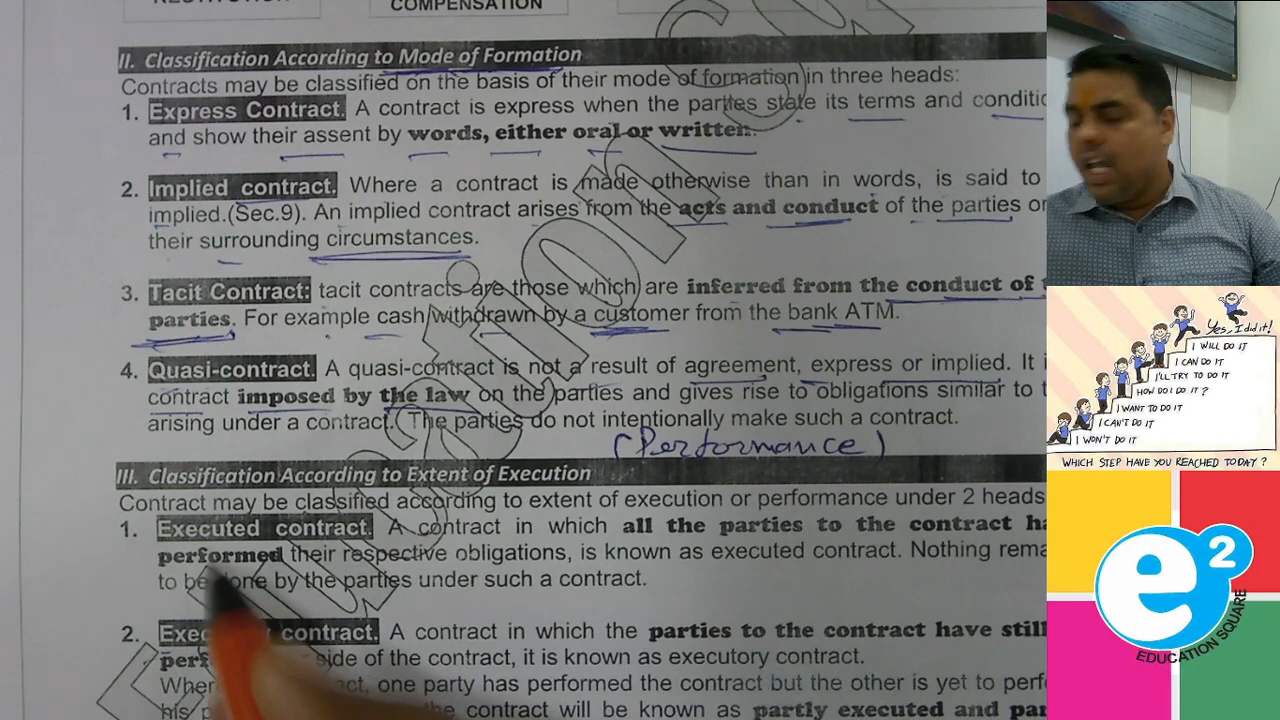 COMPENSATION
II. Classification According to Mode of Formation
Contracts may be classified on the basis of their mode of formation in three heads:
1. Express Contract. A contract is express when the parties state its terms and
and show their assent by words, either oral or written.
2. Implied contract. Where a contract is made otherwise than in words, is said to
implied.(Sec.9). An implied contract arises from the acts and conduct of the parties
their surrounding circumstances.
3. Tacit Contract: tacit contracts are those which are inferred from the conduct of
parties. For example cash withdrawn by a customer from the bank ATM.
4. Quasi-contract. A quasi-contract is not a result of agreement, express or implied. It
contract imposed by the law on the parties and gives rise to obligations similar to
arising under a contract. The parties do not intentionally make such a contract.
(Performance)
III. Classification According to Extent of Execution
Contract may be classified according to extent of execution or performance under 2 heads
1. Executed contract. A contract in which all the parties to the contract
performed their respective obligations, is known as executed contract. Nothing
to be done by the parties under such a contract.
2. contract. A contract in which the parties to the contract have still
side of the contract, it is known as executory contract.
one party has performed the contract but the other is yet to
the contract will be known as partly executed and
Yes, I did it!
I WILL DO IT
I CAN DO IT
I'LL TRY TO DO IT
HOW DO I DO IT?
I WANT TO DO IT
I CAN'T DO IT
I WON'T DO IT
WHICH STEP HAVE YOU REACHED TODAY?
e2
EDUCATION SQUARE